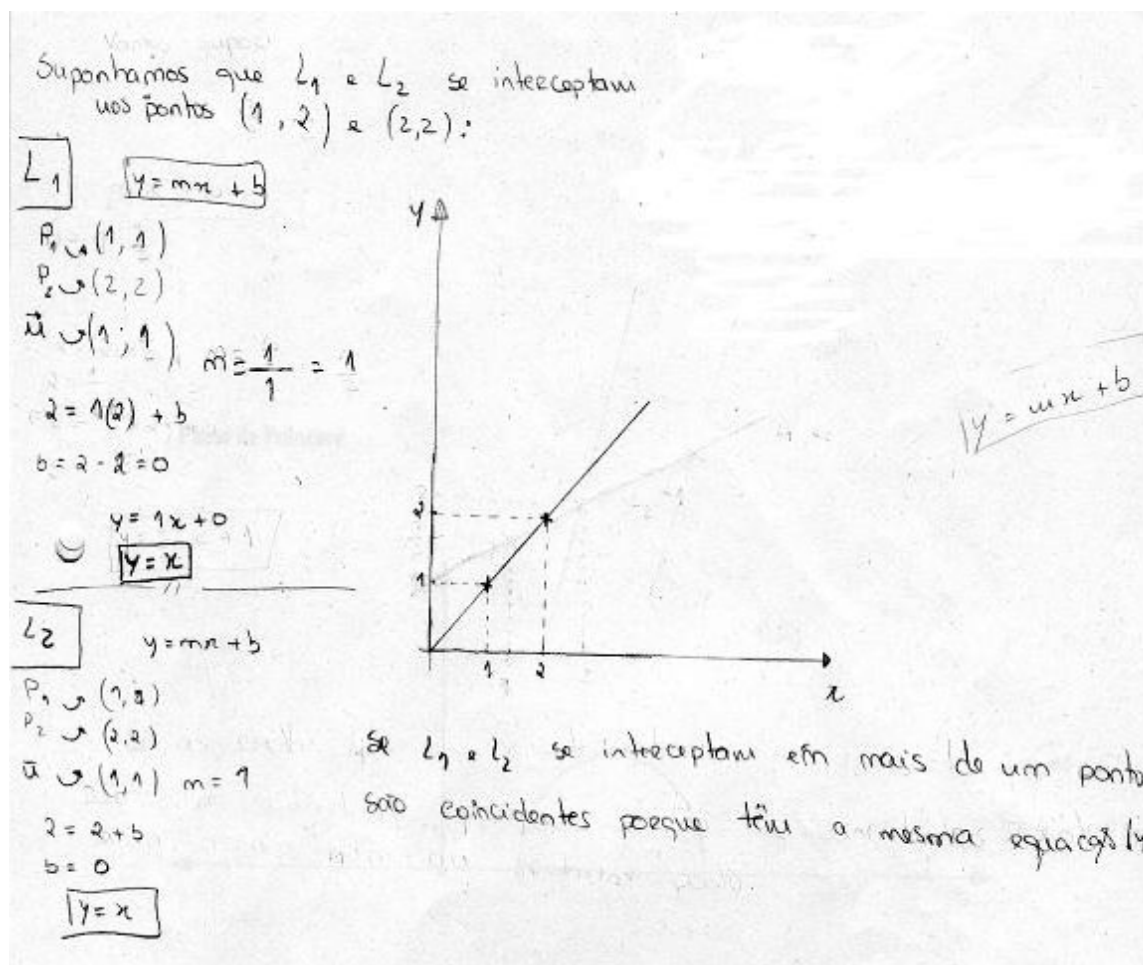 Suponhamos que L1 e L2 se interceptam
nos pontos (1, 2) e (2,2):
L1
y = mx + b
P1 (1, 1)
P2 (2, 2)
u (1, 1)
m = 1/1 = 1
2 = 1(2) + b
b = 2 - 2 = 0
y = 1x + 0
y = x
L2
y = mx + b
P1
P2 (2,2)
u (1,1) m = 1
2 = 2 + b
b = 0
y = x
y
2
1
1 2
x
y = mx + b
Se L1 e L2 se interceptam em mais de um ponto
são coincidentes porque têm a mesma equação